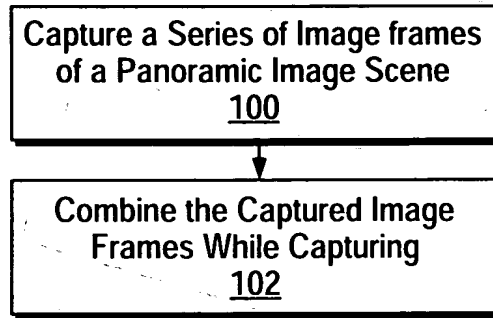 Capture a Series of Image frames
of a Panoramic Image Scene
100
Combine the Captured Image
Frames While Capturing
102